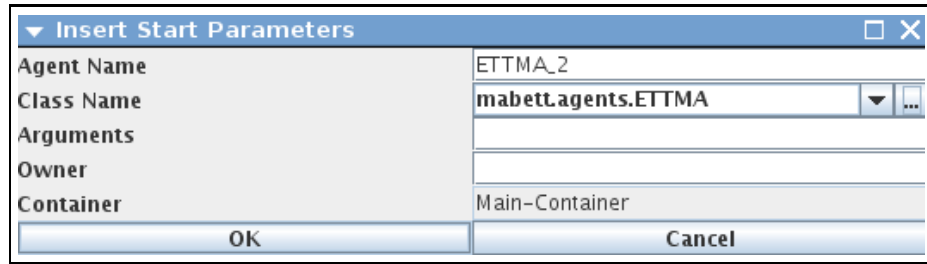 Insert Start Parameters
Agent Name ETTMA_2
Class Name mabett.agents.ETTMA ...
Arguments
Owner
Container Main-Container
OK Cancel